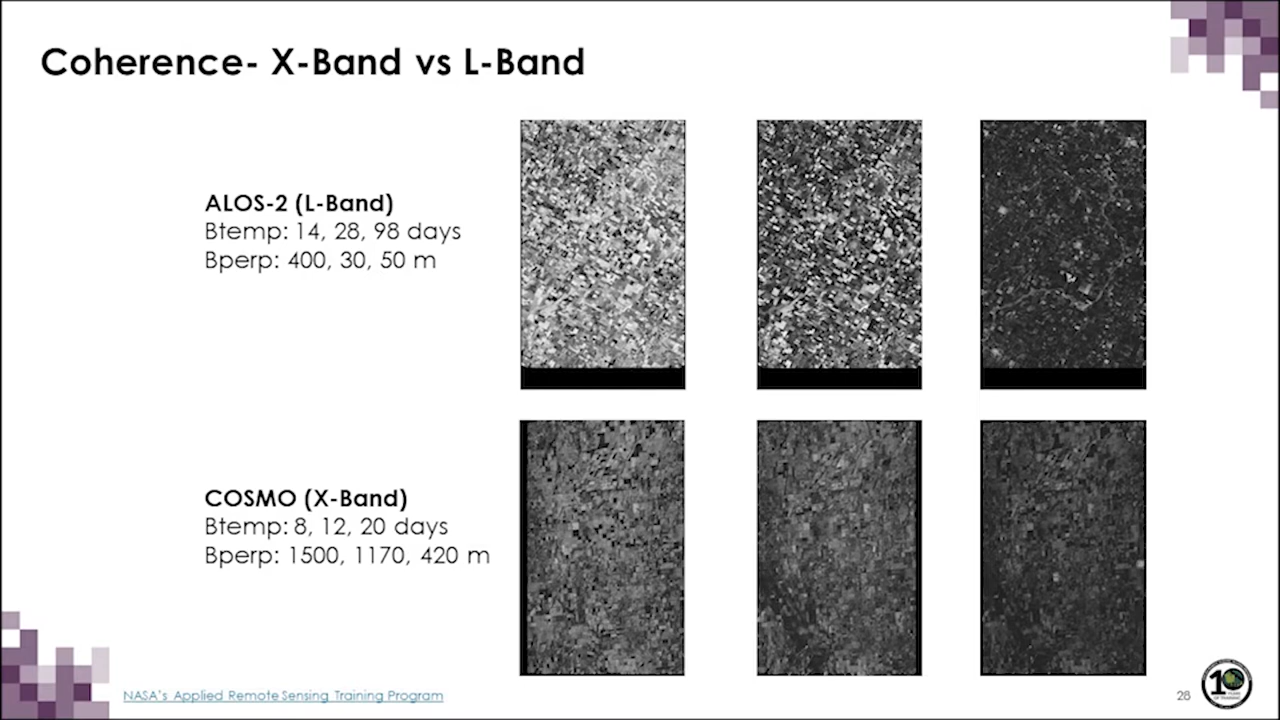 Coherence- X-Band vs L-Band
ALOS-2 (L-Band)
Btemp: 14, 28, 98 days
Bperp: 400, 30, 50 m
COSMO (X-Band)
Btemp: 8, 12, 20 days
Bperp: 1500, 1170, 420 m
NASA's Applied Remote Sensing Training Program
28
10